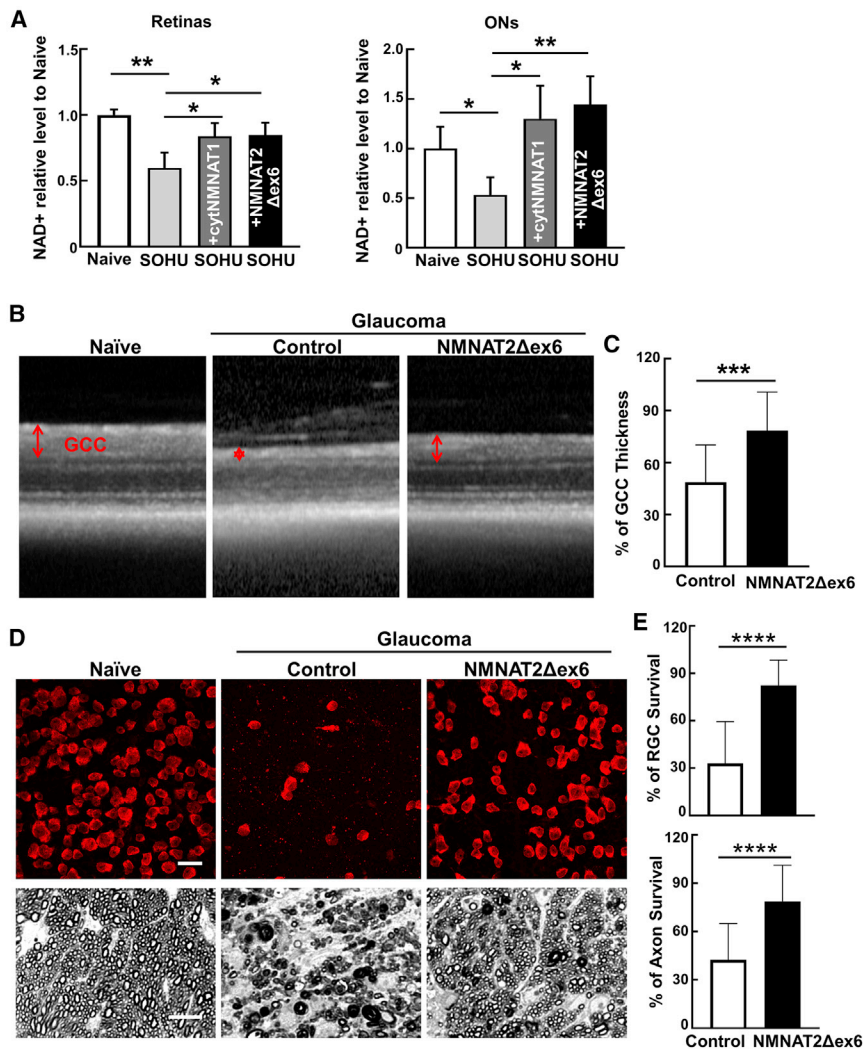 A
Retinas
ONs
NAD+ relative level to Naive
1.5
1.0
0.5
0
**
*
*
+cytNMNAT1
+NMNAT2
Δex6
Naive SOHU SOHU SOHU
NAD+ relative level to Naive
2.0
1.5
1.0
0.5
0
*
*
**
+cytNMNAT1
+NMNAT2
Δex6
Naive SOHU SOHU SOHU
B
Glaucoma
Naïve
Control
NMNAT2Δex6
GCC
C
% of GCC Thickness
120
90
60
30
0
***
Control NMNAT2Δex6
D
Glaucoma
Naïve
Control
NMNAT2Δex6
E
% of RGC Survival
120
90
60
30
0
****
% of Axon Survival
120
90
60
30
0
****
Control NMNAT2Δex6